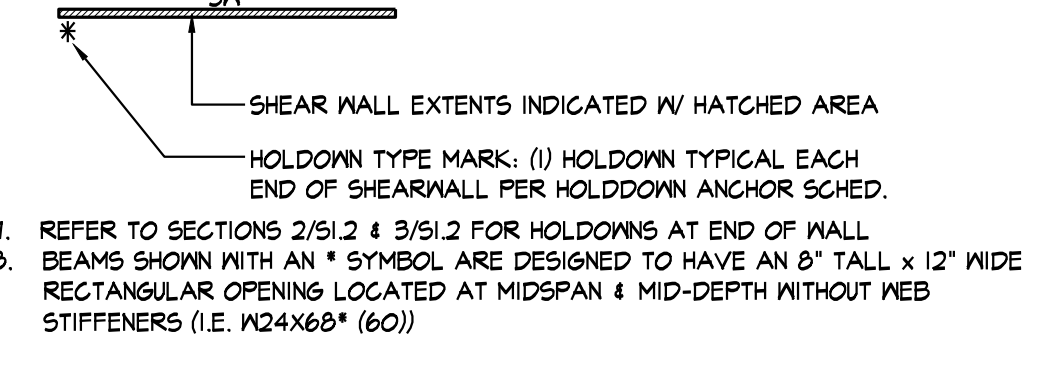 SHEAR WALL EXTENTS INDICATED W/ HATCHED AREA
HOLDOWN TYPE MARK: (1) HOLDOWN TYPICAL EACH
END OF SHEARWALL PER HOLDDOWN ANCHOR SCHED.
REFER TO SECTIONS 2/S1.2 & 3/S1.2 FOR HOLDOWNS AT END OF WALL
BEAMS SHOWN WITH AN * SYMBOL ARE DESIGNED TO HAVE AN 8" TALL x 12" WIDE
RECTANGULAR OPENING LOCATED AT MIDSPAN & MID-DEPTH WITHOUT WEB
STIFFENERS (I.E. W24X68* (60))